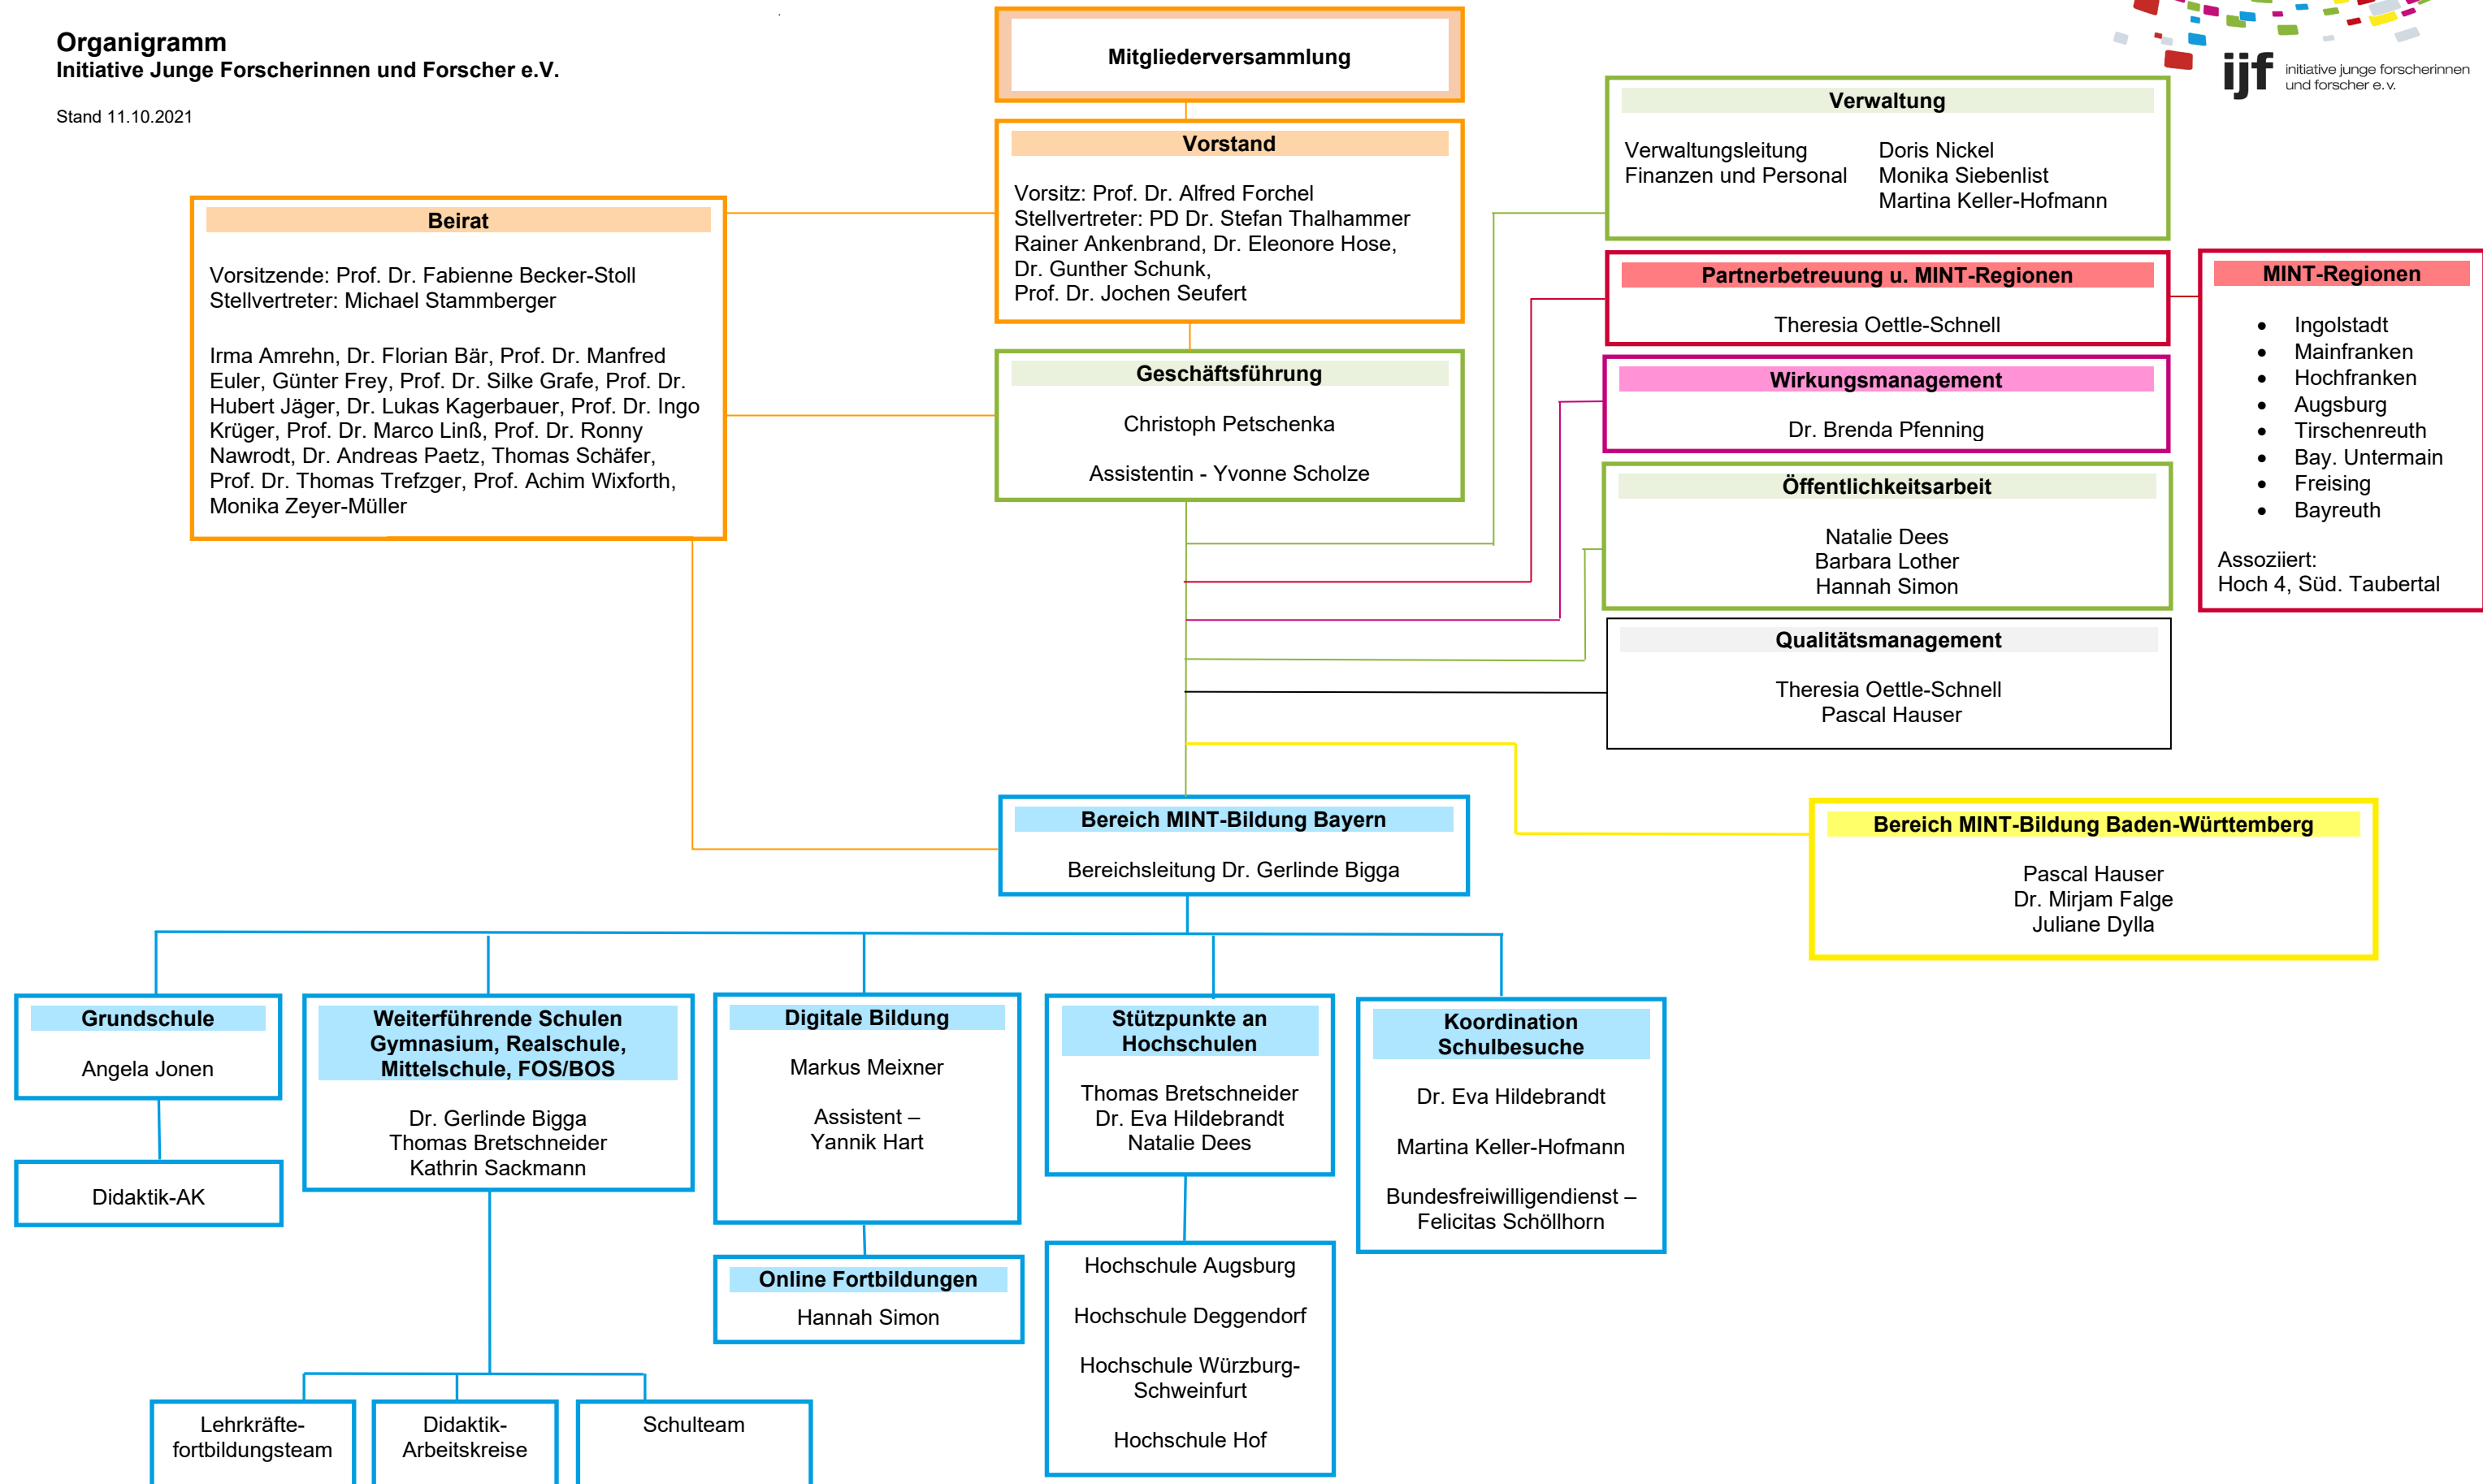 Organigramm
Initiative Junge Forscherinnen und Forscher e.V.
Stand 11.10.2021
ijf
initiative junge forscherinnen
und forscher e.v.
Mitgliederversammlung
Vorstand
Vorsitz: Prof. Dr. Alfred Forchel
Stellvertreter: PD Dr. Stefan Thalhammer
Rainer Ankenbrand, Dr. Eleonore Hose,
Dr. Gunther Schunk,
Prof. Dr. Jochen Seufert
Beirat
Vorsitzende: Prof. Dr. Fabienne Becker-Stoll
Stellvertreter: Michael Stammberger
Irma Amrehn, Dr. Florian Bär, Prof. Dr. Manfred
Euler, Günter Frey, Prof. Dr. Silke Grafe, Prof. Dr.
Hubert Jäger, Dr. Lukas Kagerbauer, Prof. Dr. Ingo
Krüger, Prof. Dr. Marco Linß, Prof. Dr. Ronny
Nawrodt, Dr. Andreas Paetz, Thomas Schäfer,
Prof. Dr. Thomas Trefzger, Prof. Achim Wixforth,
Monika Zeyer-Müller
Geschäftsführung
Christoph Petschenka
Assistentin - Yvonne Scholze
Verwaltung
Verwaltungsleitung Doris Nickel
Finanzen und Personal Monika Siebenlist
Martina Keller-Hofmann
Partnerbetreuung u. MINT-Regionen
Theresia Oettle-Schnell
MINT-Regionen
• Ingolstadt
• Mainfranken
• Hochfranken
• Augsburg
• Tirschenreuth
• Bay. Untermain
• Freising
• Bayreuth
Assoziiert:
Hoch 4, Süd. Taubertal
Wirkungsmanagement
Dr. Brenda Pfenning
Öffentlichkeitsarbeit
Natalie Dees
Barbara Lother
Hannah Simon
Qualitätsmanagement
Theresia Oettle-Schnell
Pascal Hauser
Bereich MINT-Bildung Bayern
Bereichsleitung Dr. Gerlinde Bigga
Bereich MINT-Bildung Baden-Württemberg
Pascal Hauser
Dr. Mirjam Falge
Juliane Dylla
Grundschule
Angela Jonen
Didaktik-AK
Weiterführende Schulen
Gymnasium, Realschule,
Mittelschule, FOS/BOS
Dr. Gerlinde Bigga
Thomas Bretschneider
Kathrin Sackmann
Lehrkräfte-
fortbildungsteam
Didaktik-
Arbeitskreise
Schulteam
Digitale Bildung
Markus Meixner
Assistent –
Yannik Hart
Online Fortbildungen
Hannah Simon
Stützpunkte an
Hochschulen
Thomas Bretschneider
Dr. Eva Hildebrandt
Natalie Dees
Hochschule Augsburg
Hochschule Deggendorf
Hochschule Würzburg-
Schweinfurt
Hochschule Hof
Koordination
Schulbesuche
Dr. Eva Hildebrandt
Martina Keller-Hofmann
Bundesfreiwilligendienst –
Felicitas Schöllhorn